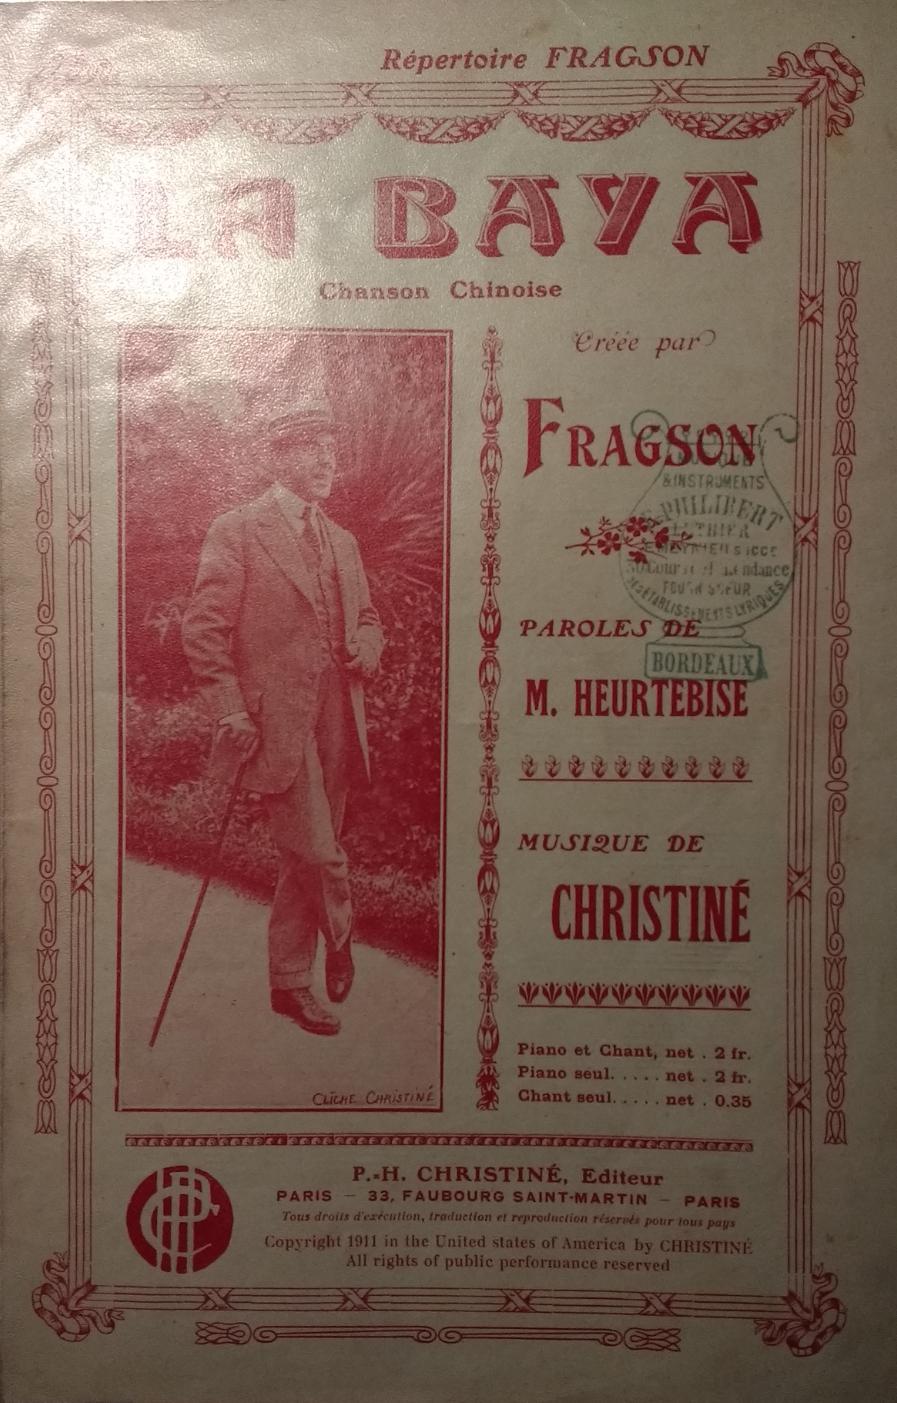 Répertoire FRAGSON
LA BAYA
Chanson Chinoise
Créée par
FRAGSON
& INSTRUMENTS
PHILIBERT
LUTHIER
BORDEAUX
PAROLES DE
M. HEURTEBISE
MUSIQUE DE
CHRISTINÉ
Piano et Chant, net . 2 fr.
Piano seul. . . . . net . 2 fr.
Chant seul. . . . . net . 0.35
CLICHÉ CHRISTINÉ
P.-H. CHRISTINÉ, Editeur
PARIS — 33, FAUBOURG SAINT-MARTIN — PARIS
Tous droits d'exécution, traduction et reproduction réservés pour tous pays
Copyright 1911 in the United states of America by CHRISTINÉ
All rights of public performance reserved